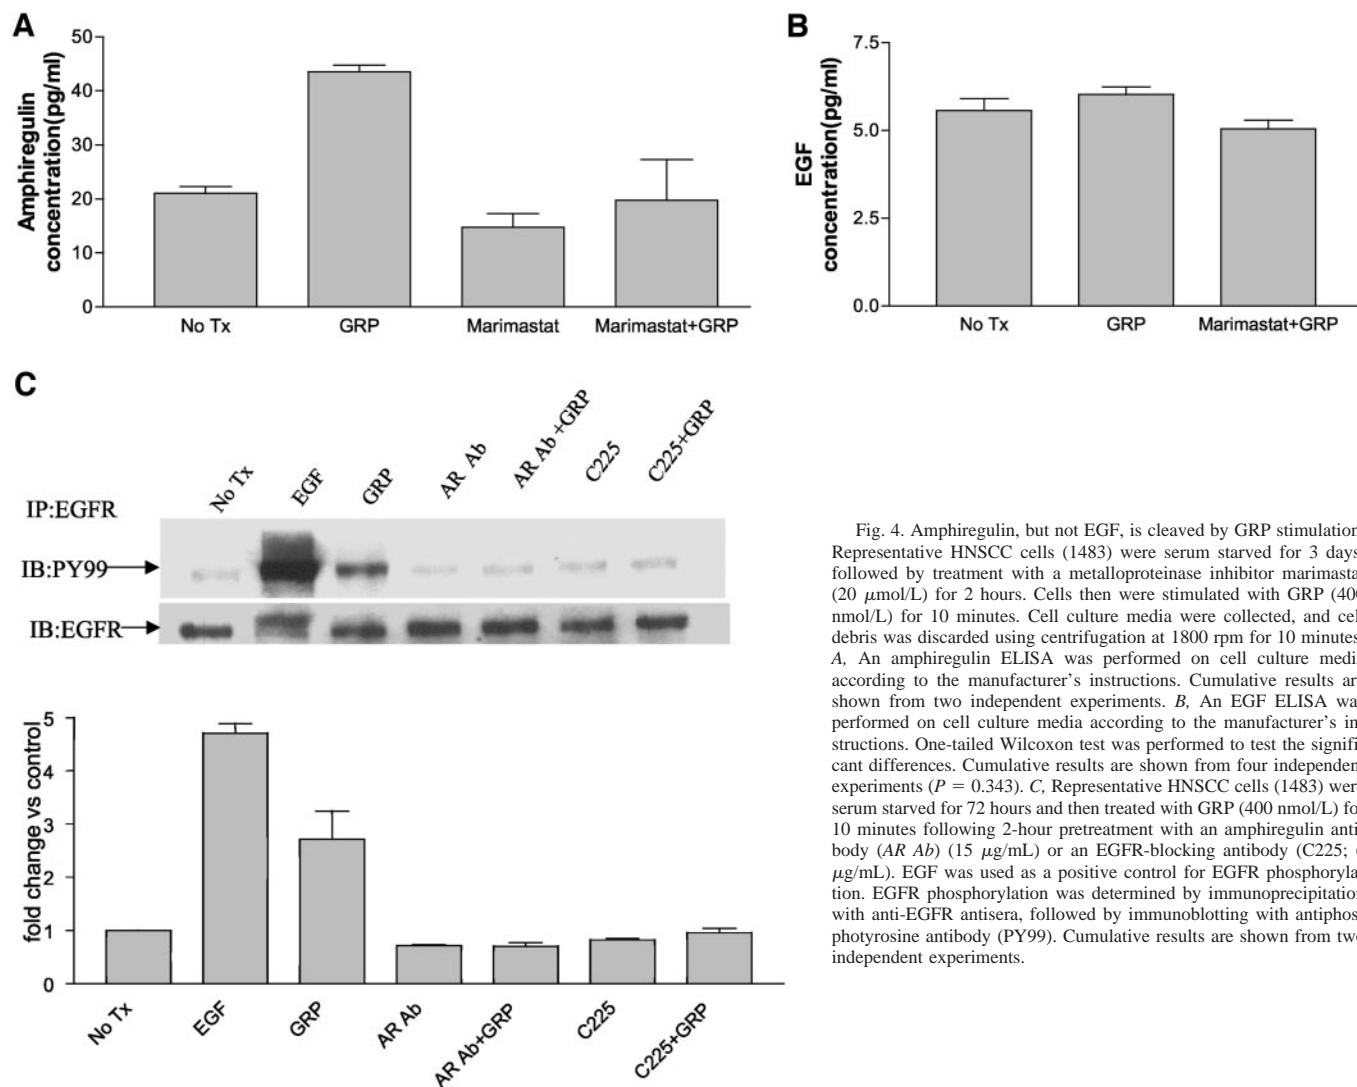 A
Amphiregulin
concentration(pg/ml)
50
40
30
20
10
0
No Tx
GRP
Marimastat
Marimastat+GRP
B
EGF
concentration(pg/ml)
7.5
5.0
2.5
0.0
No Tx
GRP
Marimastat+GRP
C
No Tx
EGF
GRP
AR Ab
AR Ab +GRP
C225
C225+GRP
IP:EGFR
IB:PY99
IB:EGFR
fold change vs control
5
4
3
2
1
0
No Tx
EGF
GRP
AR Ab
AR Ab+GRP
C225
C225+GRP
Fig. 4. Amphiregulin, but not EGF, is cleaved by GRP stimulation
Representative HNSCC cells (1483) were serum starved for 3 days
followed by treatment with a metalloproteinase inhibitor marimasta
(20 μmol/L) for 2 hours. Cells then were stimulated with GRP (400
nmol/L) for 10 minutes. Cell culture media were collected, and cel
debris was discarded using centrifugation at 1800 rpm for 10 minutes
A, An amphiregulin ELISA was performed on cell culture medi
according to the manufacturer's instructions. Cumulative results ar
shown from two independent experiments. B, An EGF ELISA wa
performed on cell culture media according to the manufacturer's in-
structions. One-tailed Wilcoxon test was performed to test the signifi-
cant differences. Cumulative results are shown from four independen
experiments (P = 0.343). C, Representative HNSCC cells (1483) wer
serum starved for 72 hours and then treated with GRP (400 nmol/L) fo
10 minutes following 2-hour pretreatment with an amphiregulin anti-
body (AR Ab) (15 μg/mL) or an EGFR-blocking antibody (C225;
μg/mL). EGF was used as a positive control for EGFR phosphoryla-
tion. EGFR phosphorylation was determined by immunoprecipitation
with anti-EGFR antisera, followed by immunoblotting with antiphos-
photyrosine antibody (PY99). Cumulative results are shown from two
independent experiments.